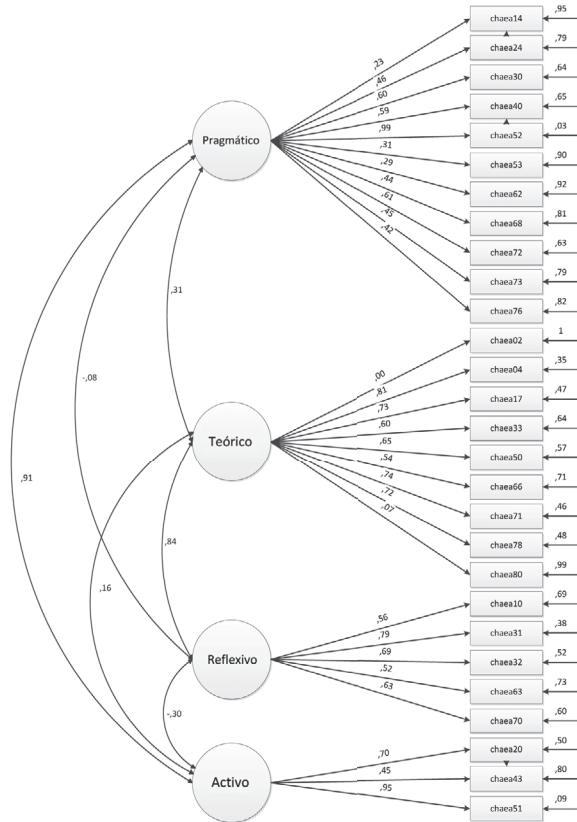 chaea14 ,95
chaea24 ,79
chaea30 ,64
chaea40 ,65
chaea52 ,03
chaea53 ,90
chaea62 ,92
chaea68 ,81
chaea72 ,63
chaea73 ,79
chaea76 ,82
,23
,46
,60
,59
,99
,31
,29
,44
,61
,45
,42
Pragmático
,31
-,08
,91
chaea02 1
chaea04 ,35
chaea17 ,47
chaea33 ,64
chaea50 ,57
chaea66 ,71
chaea71 ,46
chaea78 ,48
chaea80 ,99
,00
,81
,73
,60
,65
,54
,74
,72
,07
Teórico
,84
,16
chaea10 ,69
chaea31 ,38
chaea32 ,52
chaea63 ,73
chaea70 ,60
,56
,79
,69
,52
,63
Reflexivo
-,30
chaea20 ,50
chaea43 ,80
chaea51 ,09
,70
,45
,95
Activo